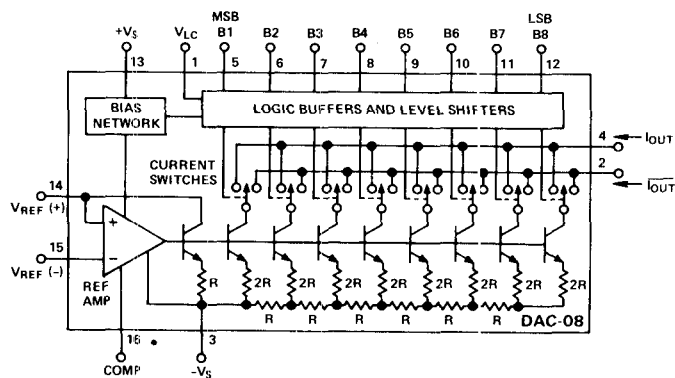 MSB
LSB
+VS
VLC
B1
B2
B3
B4
B5
B6
B7
B8
13
1
5
6
7
8
9
10
11
12
BIAS
NETWORK
LOGIC BUFFERS AND LEVEL SHIFTERS
4
IOUT
CURRENT
SWITCHES
2
IOUT
14
VREF (+)
+
15
−
VREF (−)
REF
AMP
R
2R
2R
2R
2R
2R
2R
2R
2R
R
R
R
R
R
R
DAC-08
16
3
COMP
−VS